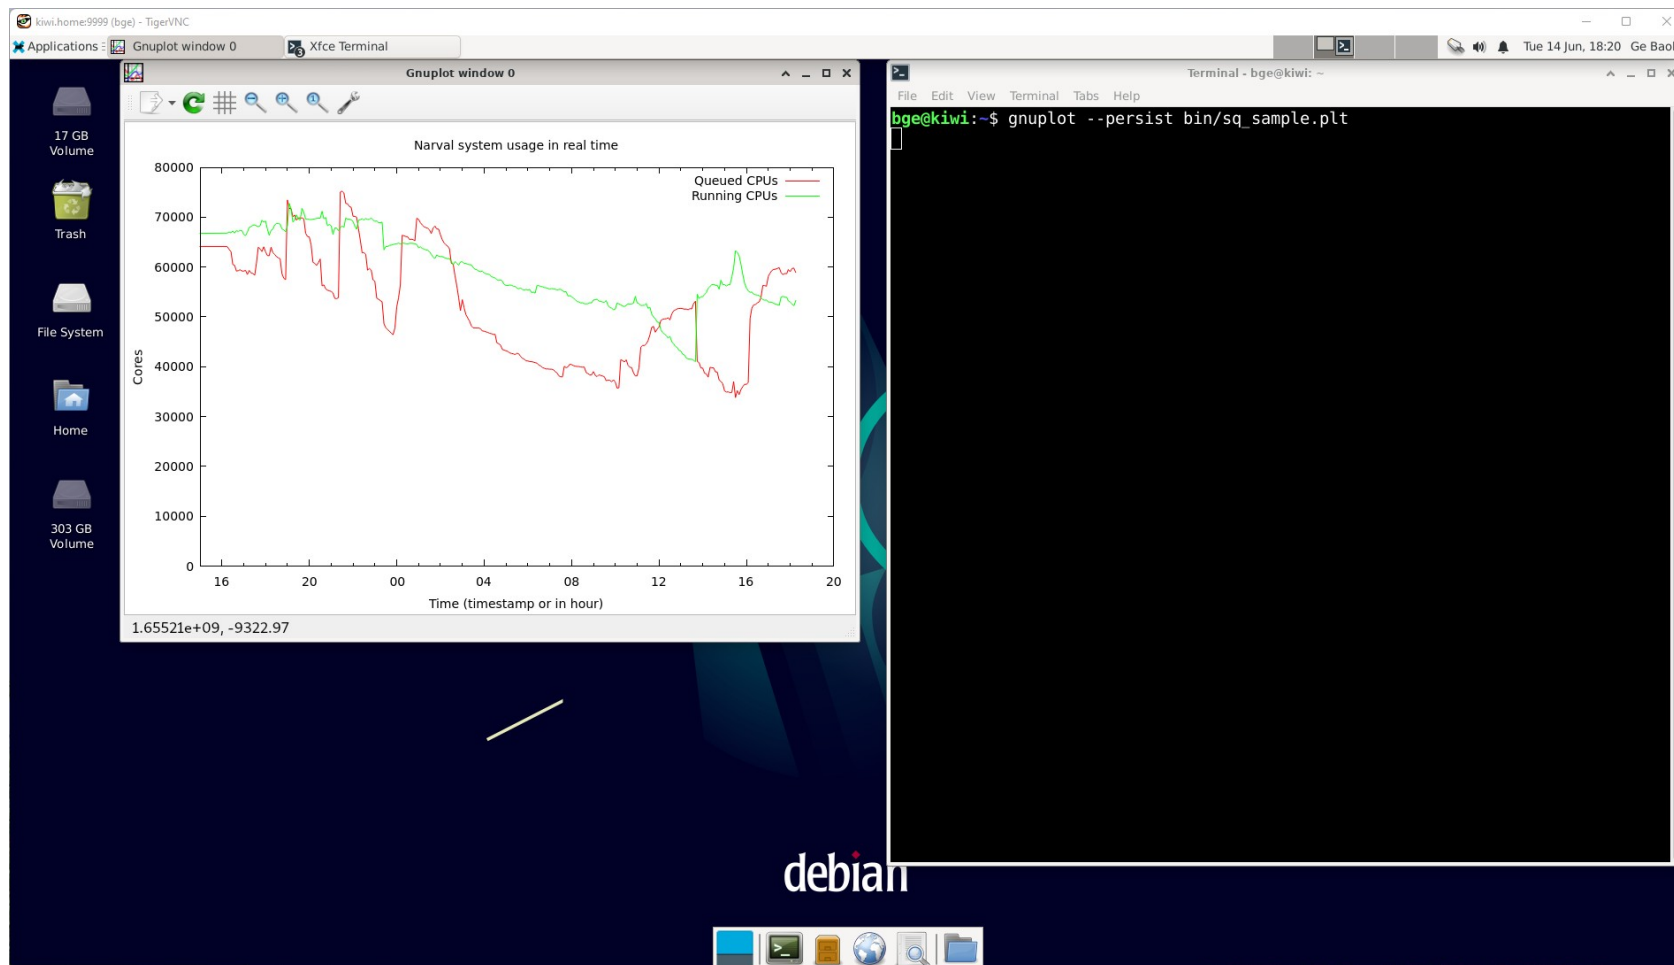 kiwi.home:9999 (bge) - TigerVNC
Applications
Gnuplot window 0
Xfce Terminal
Tue 14 Jun, 18:20
17 GB
Volume
Trash
File System
Home
303 GB
Volume
Gnuplot window 0
Narval system usage in real time
Queued CPUs
Running CPUs
80000
70000
60000
50000
40000
30000
20000
10000
0
Cores
16 20 00 04 08 12 16 20
Time (timestamp or in hour)
1.65521e+09, -9322.97
Terminal - bge@kiwi: ~
File Edit View Terminal Tabs Help
bge@kiwi:~$ gnuplot --persist bin/sq_sample.plt
debian